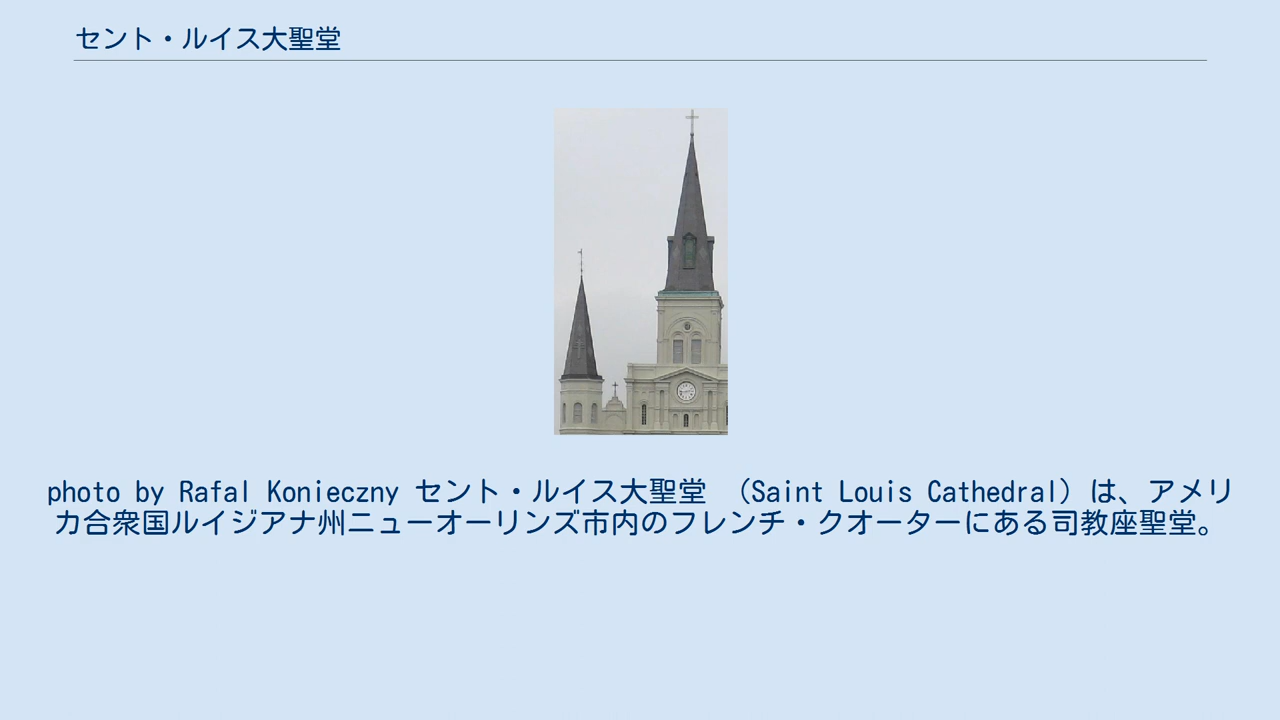 セント・ルイス大聖堂
photo by Rafal Konieczny セント・ルイス大聖堂　（Saint Louis Cathedral）は、アメリ
カ合衆国ルイジアナ州ニューオーリンズ市内のフレンチ・クオーターにある司教座聖堂。